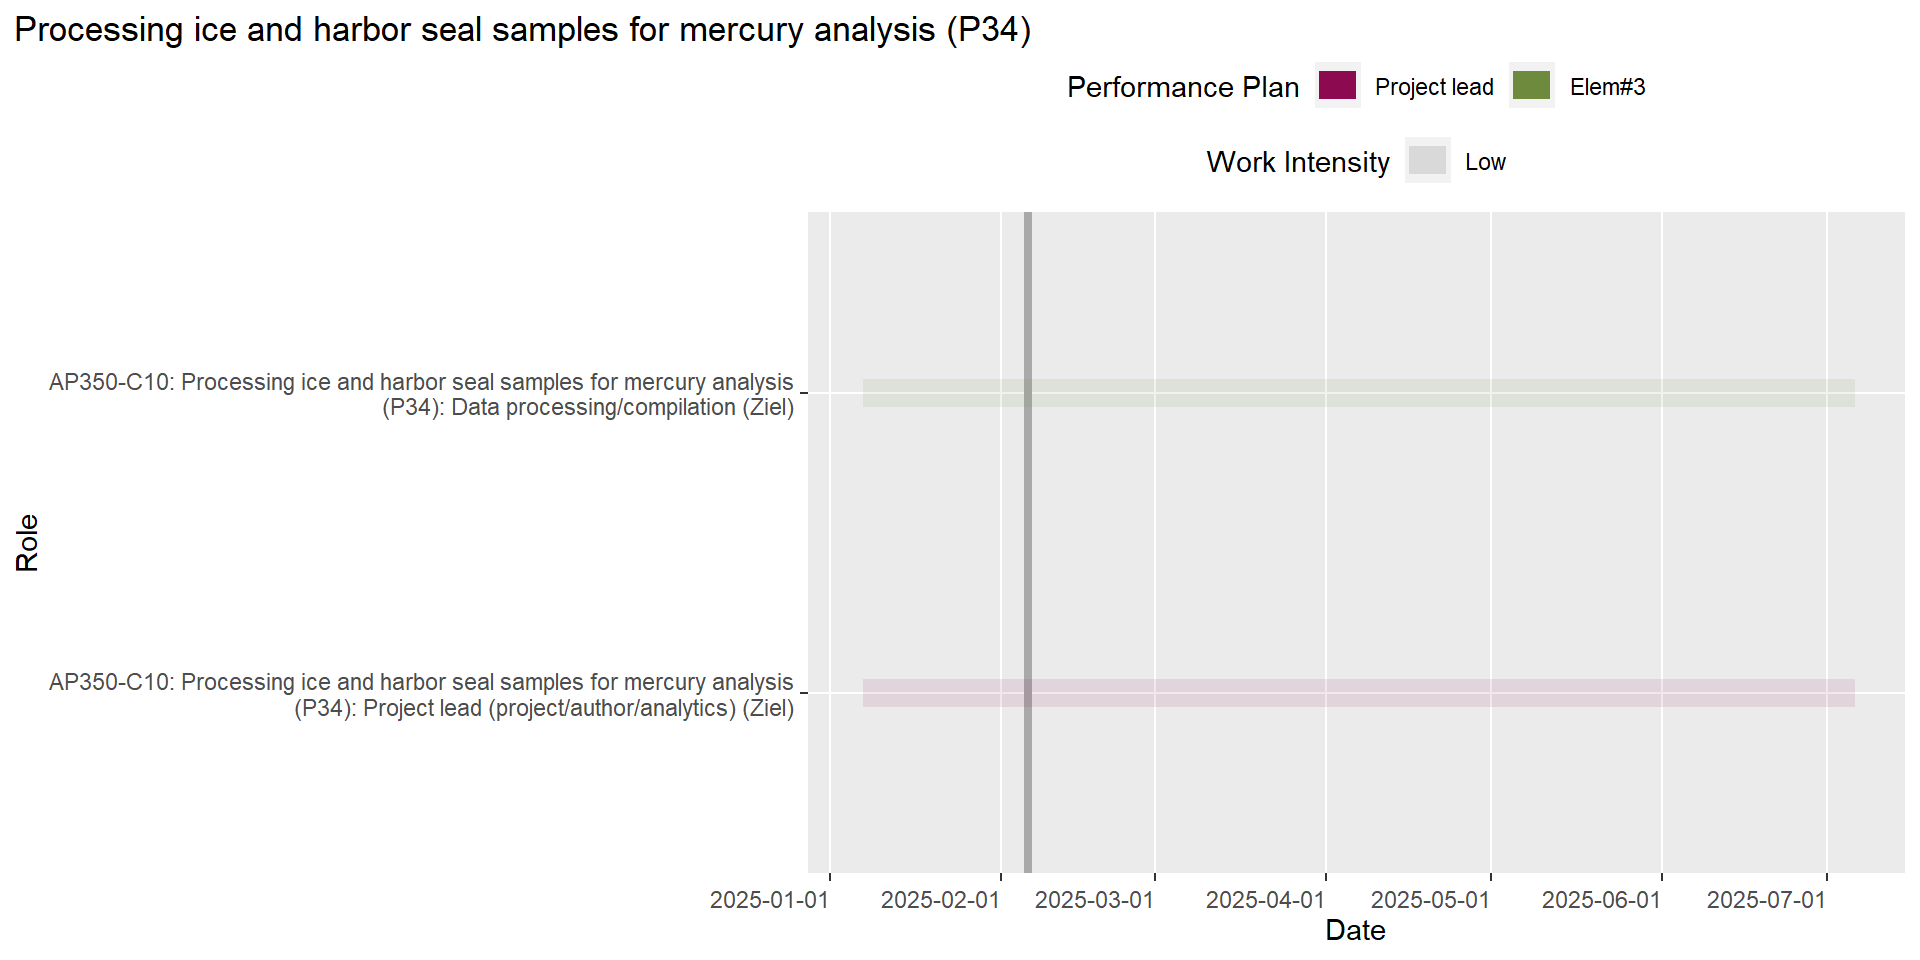 Processing ice and harbor seal samples for mercury analysis (P34)
Performance Plan Project lead Elem#3
Work Intensity Low
AP350-C10: Processing ice and harbor seal samples for mercury analysis
(P34): Data processing/compilation (Ziel)
Role
AP350-C10: Processing ice and harbor seal samples for mercury analysis
(P34): Project lead (project/author/analytics) (Ziel)
2025-01-01 2025-02-01 2025-03-01 2025-04-01 2025-05-01 2025-06-01 2025-07-01
Date